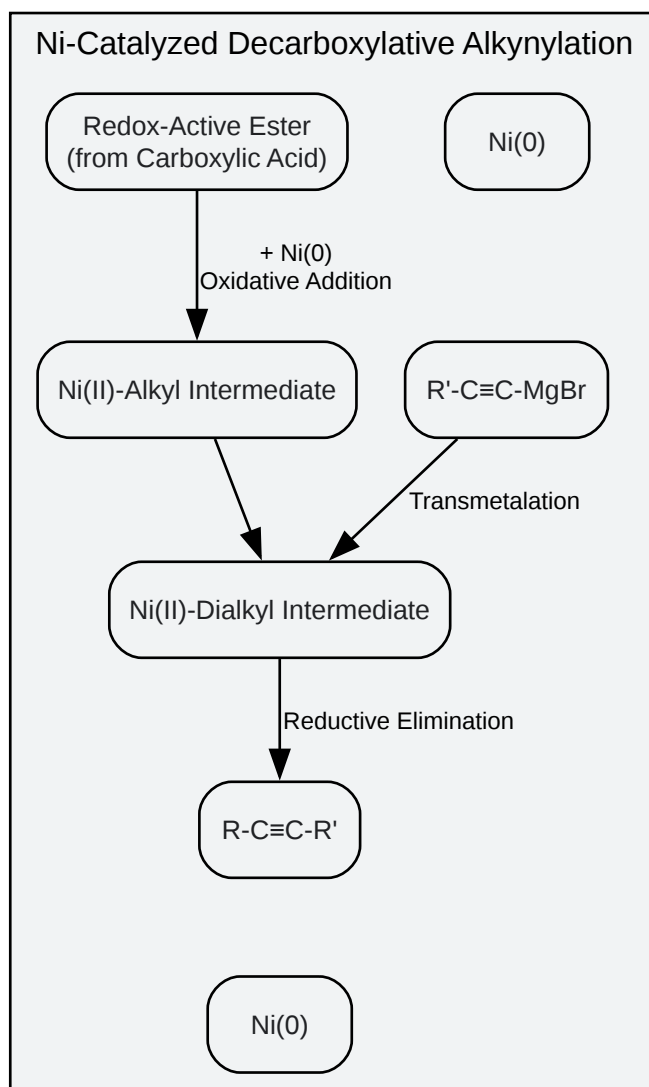 Ni-Catalyzed Decarboxylative Alkynylation
Redox-Active Ester
(from Carboxylic Acid)
Ni(0)
+ Ni(0)
Oxidative Addition
Ni(II)-Alkyl Intermediate
R'-C≡C-MgBr
Transmetalation
Ni(II)-Dialkyl Intermediate
Reductive Elimination
R-C≡C-R'
Ni(0)